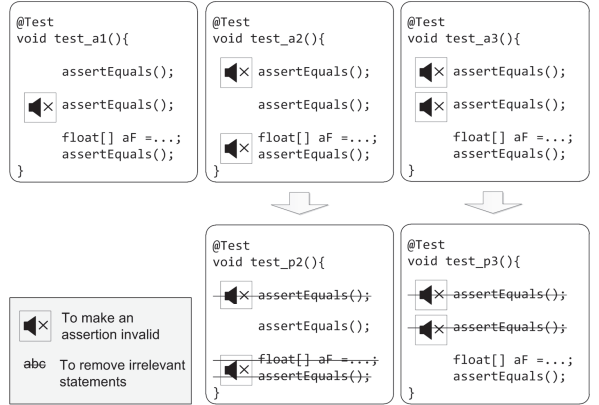 @Test
void test_a1(){
assertEquals();
assertEquals();
float[] aF =...;
assertEquals();
}
@Test
void test_a2(){
assertEquals();
assertEquals();
float[] aF =...;
assertEquals();
}
@Test
void test_a3(){
assertEquals();
assertEquals();
float[] aF =...;
assertEquals();
}
@Test
void test_p2(){
assertEquals();
assertEquals();
float[] aF =...;
assertEquals();
}
@Test
void test_p3(){
assertEquals();
assertEquals();
float[] aF =...;
assertEquals();
}
To make an
assertion invalid
abc To remove irrelevant
statements